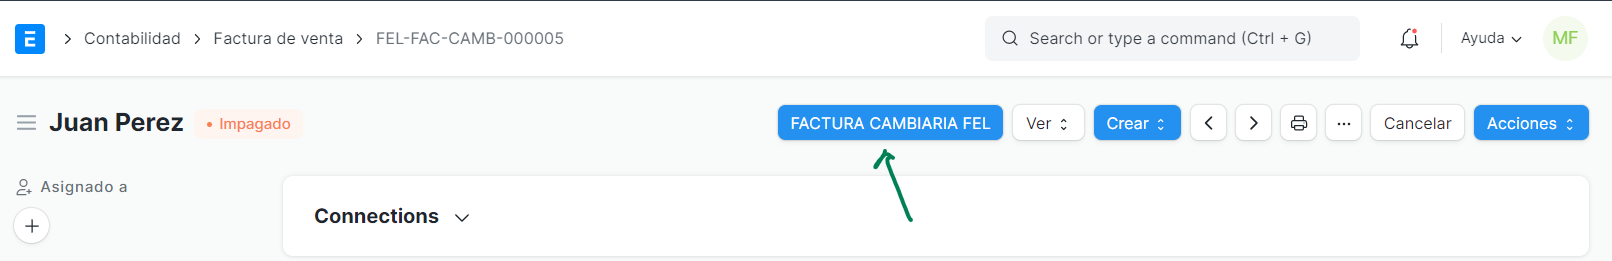 E > Contabilidad > Factura de venta > FEL-FAC-CAMB-000005 Search or type a command (Ctrl + G) Ayuda MF
Juan Perez • Impagado FACTURA CAMBIARIA FEL Ver Crear < > ... Cancelar Acciones
Asignado a
+
Connections